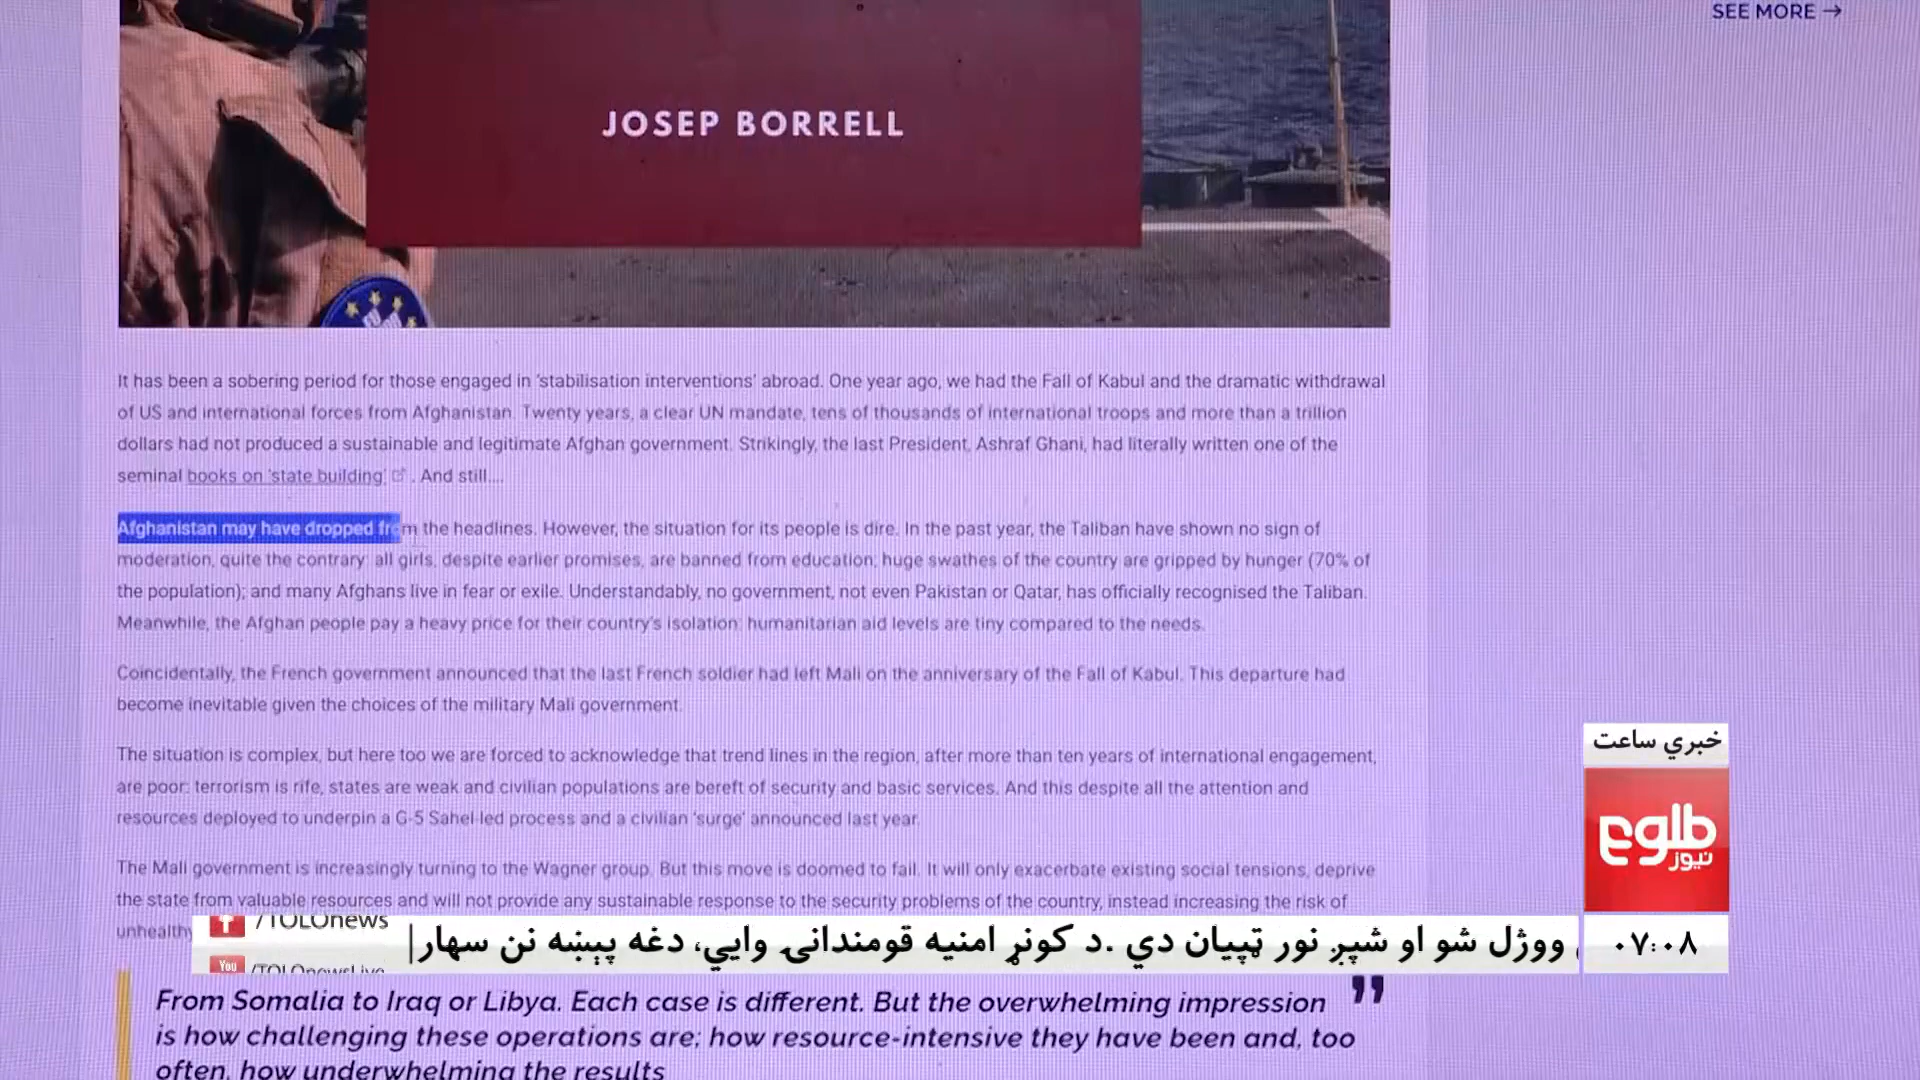 SEE MORE →
JOSEP BORRELL
It has been a sobering period for those engaged in 'stabilisation interventions' abroad. One year ago, we had the Fall of Kabul and the dramatic withdrawal
of US and international forces from Afghanistan. Twenty years, a clear UN mandate, tens of thousands of international troops and more than a trillion
dollars had not produced a sustainable and legitimate Afghan government. Strikingly, the last President, Ashraf Ghani, had literally written one of the
seminal books on 'state building' . And still....
Afghanistan may have dropped from the headlines. However, the situation for its people is dire. In the past year, the Taliban have shown no sign of
moderation, quite the contrary: all girls, despite earlier promises, are banned from education; huge swathes of the country are gripped by hunger (70% of
the population); and many Afghans live in fear or exile. Understandably, no government, not even Pakistan or Qatar, has officially recognised the Taliban.
Meanwhile, the Afghan people pay a heavy price for their country's isolation: humanitarian aid levels are tiny compared to the needs.
Coincidentally, the French government announced that the last French soldier had left Mali on the anniversary of the Fall of Kabul. This departure had
become inevitable given the choices of the military Mali government.
The situation is complex, but here too we are forced to acknowledge that trend lines in the region, after more than ten years of international engagement,
are poor: terrorism is rife, states are weak and civilian populations are bereft of security and basic services. And this despite all the attention and
resources deployed to underpin a G-5 Sahel-led process and a civilian 'surge' announced last year.
The Mali government is increasingly turning to the Wagner group. But this move is doomed to fail. It will only exacerbate existing social tensions, deprive
the state from valuable resources and will not provide any sustainable response to the security problems of the country, instead increasing the risk of
unhealthy
خبري ساعت
طلوع
نیوز
/TOLOnews
You /TOLOnewsLive
ووژل شو او شپږ نور ټپیان دي .د کونړ امنیه قومندانۍ وایي، دغه پېښه نن سهار
۰۷:۰۸
From Somalia to Iraq or Libya. Each case is different. But the overwhelming impression ”
is how challenging these operations are; how resource-intensive they have been and, too
often, how underwhelming the results